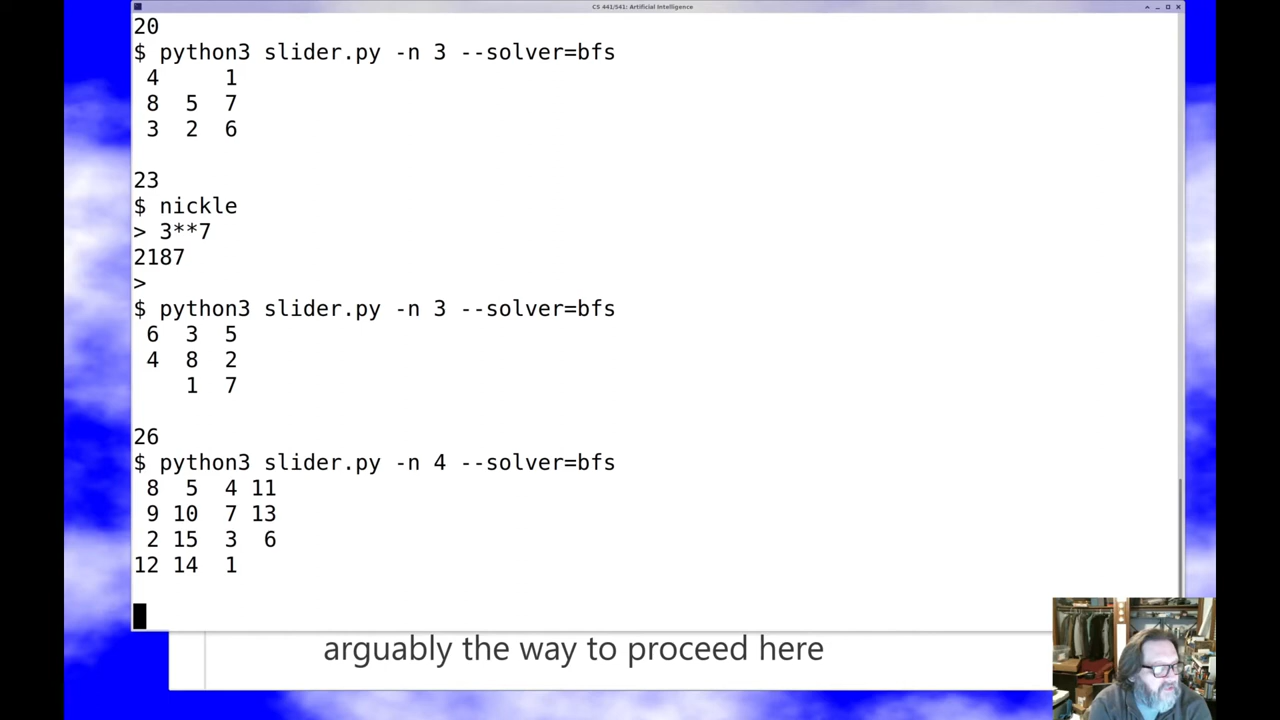 CS 441/541: Artificial Intelligence
20
$ python3 slider.py -n 3 --solver=bfs
4 1
8 5 7
3 2 6
23
$ nickle
> 3**7
2187
>
$ python3 slider.py -n 3 --solver=bfs
6 3 5
4 8 2
1 7
26
$ python3 slider.py -n 4 --solver=bfs
8 5 4 11
9 10 7 13
2 15 3 6
12 14 1
arguably the way to proceed here